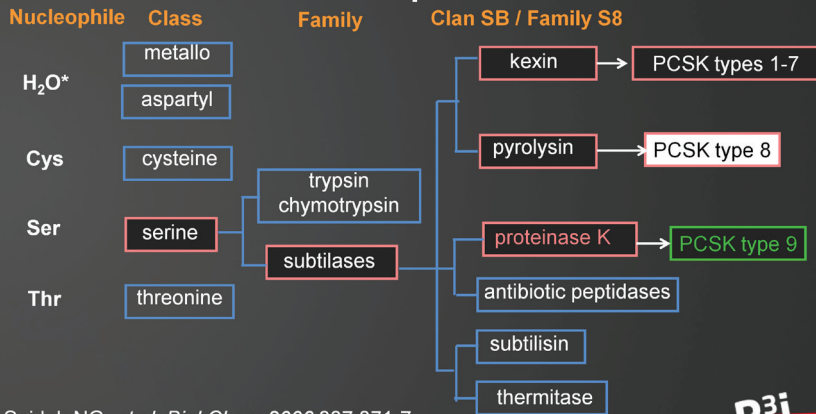 Nucleophile Class Family Clan SB / Family S8
metallo
H₂O*
aspartyl
Cys
cysteine
Ser
serine
Thr
threonine
trypsin
chymotrypsin
subtilases
kexin
PCSK types 1-7
pyrolysin
PCSK type 8
proteinase K
PCSK type 9
antibiotic peptidases
subtilisin
thermitase